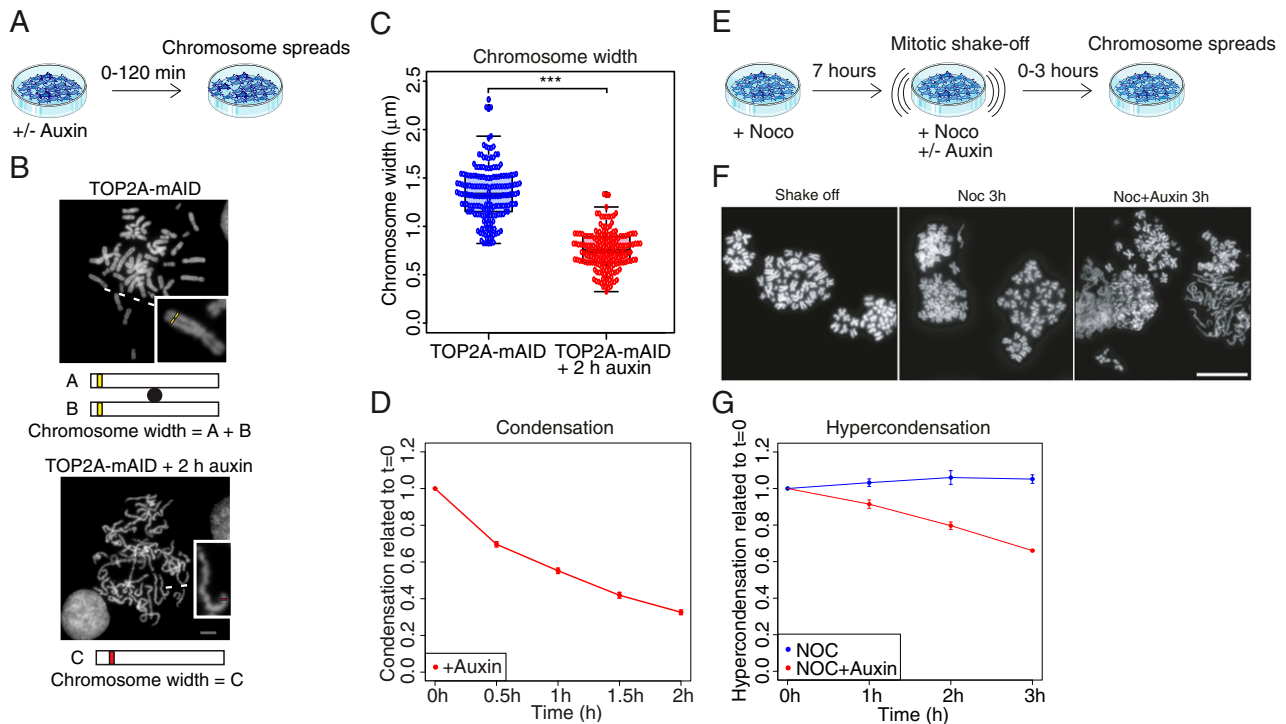 A
Chromosome spreads
0-120 min
+/- Auxin
B
TOP2A-mAID
A
B
Chromosome width = A + B
TOP2A-mAID + 2 h auxin
C
Chromosome width = C
C
Chromosome width
***
Chromosome width (μm)
2.5
2.0
1.5
1.0
0.5
0.0
TOP2A-mAID
TOP2A-mAID
+ 2 h auxin
D
Condensation
Condensation related to t=0
1.2
1.0
0.8
0.6
0.4
0.2
0.0
+Auxin
0h
0.5h
1h
1.5h
2h
Time (h)
E
Mitotic shake-off
Chromosome spreads
7 hours
0-3 hours
+ Noco
+ Noco
+/- Auxin
F
Shake off
Noc 3h
Noc+Auxin 3h
G
Hypercondensation
Hypercondensation related to t=0
1.2
1.0
0.8
0.6
0.4
0.2
0.0
NOC
NOC+Auxin
0h
1h
2h
3h
Time (h)